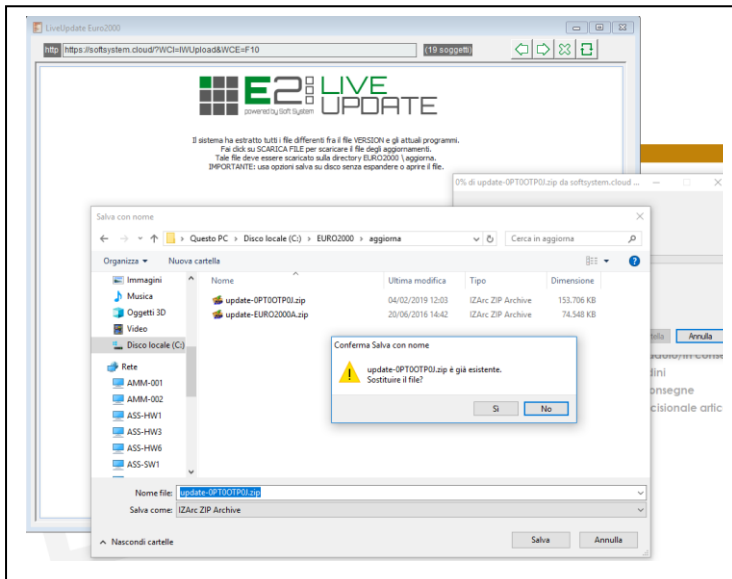 LiveUpdate Euro2000
http https://softsystem.cloud/?WCI=IWUpload&WCE=F10 (19 soggetti)
E2 LIVE UPDATE
powered by Soft System
Il sistema ha estratto tutti i file differenti fra il file VERSION e gli attuali programmi.
Fai click su SCARICA FILE per scaricare il file degli aggiornamenti.
Tale file deve essere scaricato sulla directory EURO2000 \ aggiorna.
IMPORTANTE: usa opzioni salva su disco senza espandere o aprire il file.
0% di update-0PT0OTP0J.zip da softsystem.cloud ...
Salva con nome
Questo PC > Disco locale (C:) > EURO2000 > aggiorna
Cerca in aggiorna
Organizza Nuova cartella
Nome Ultima modifica Tipo Dimensione
Immagini
Musica
Oggetti 3D
Video
Disco locale (C:)
Rete
AMM-001
AMM-002
ASS-HW1
ASS-HW3
ASS-HW6
ASS-SW1
update-0PT0OTP0J.zip 04/02/2019 12:03 IZArc ZIP Archive 153.706 KB
update-EURO2000A.zip 20/06/2016 14:42 IZArc ZIP Archive 74.548 KB
Conferma Salva con nome
update-0PT0OTP0J.zip è già esistente.
Sostituire il file?
Sì No
Annulla
dini
onsegne
cisionale artic
Nome file: update-0PT0OTP0J.zip
Salva come: IZArc ZIP Archive
Nascondi cartelle
Salva Annulla